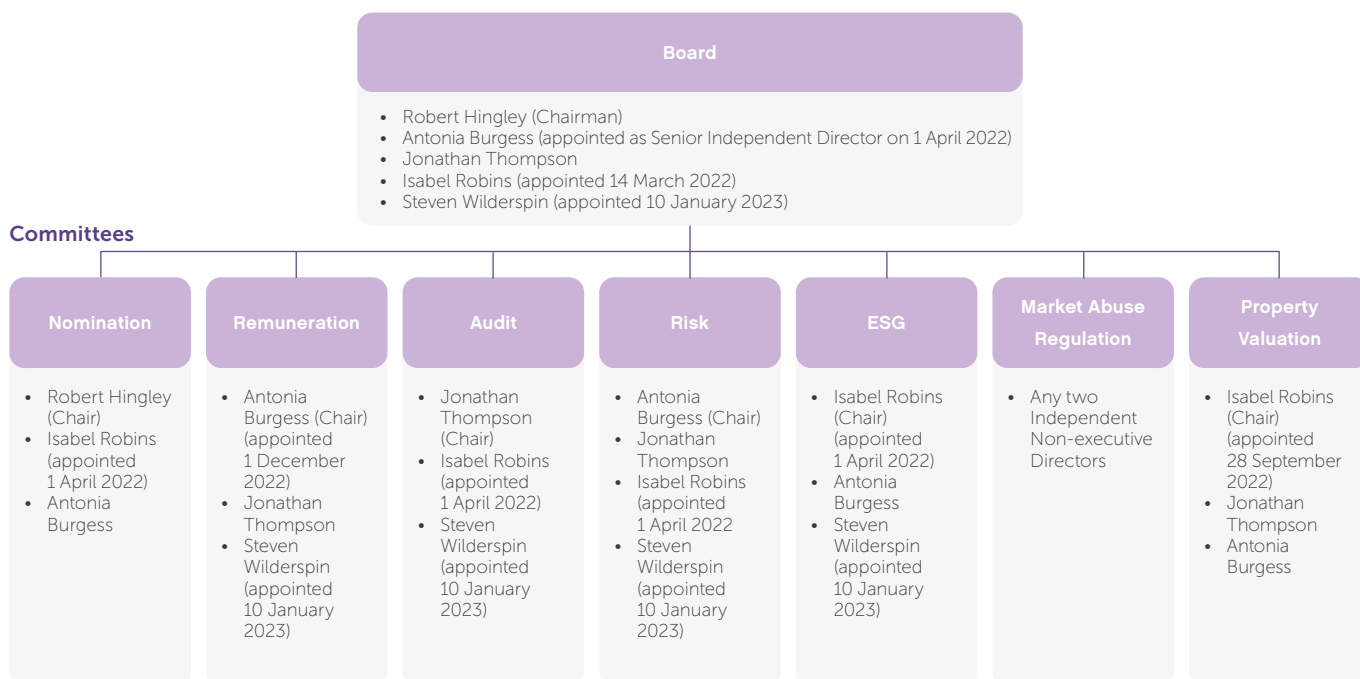 Board
• Robert Hingley (Chairman)
• Antonia Burgess (appointed as Senior Independent Director on 1 April 2022)
• Jonathan Thompson
• Isabel Robins (appointed 14 March 2022)
• Steven Wilderspin (appointed 10 January 2023)
Committees
Nomination
• Robert Hingley
(Chair)
• Isabel Robins
(appointed
1 April 2022)
• Antonia
Burgess
Remuneration
• Antonia
Burgess (Chair)
(appointed
1 December
2022)
• Jonathan
Thompson
• Steven
Wilderspin
(appointed
10 January
2023)
Audit
• Jonathan
Thompson
(Chair)
• Isabel Robins
(appointed
1 April 2022)
• Steven
Wilderspin
(appointed
10 January
2023)
Risk
• Antonia
Burgess (Chair)
• Jonathan
Thompson
• Isabel Robins
(appointed
1 April 2022
• Steven
Wilderspin
(appointed
10 January
2023)
ESG
• Isabel Robins
(Chair)
(appointed
1 April 2022)
• Antonia
Burgess
• Steven
Wilderspin
(appointed
10 January
2023)
Market Abuse
Regulation
• Any two
Independent
Non-executive
Directors
Property
Valuation
• Isabel Robins
(Chair)
(appointed
28 September
2022)
• Jonathan
Thompson
• Antonia
Burgess